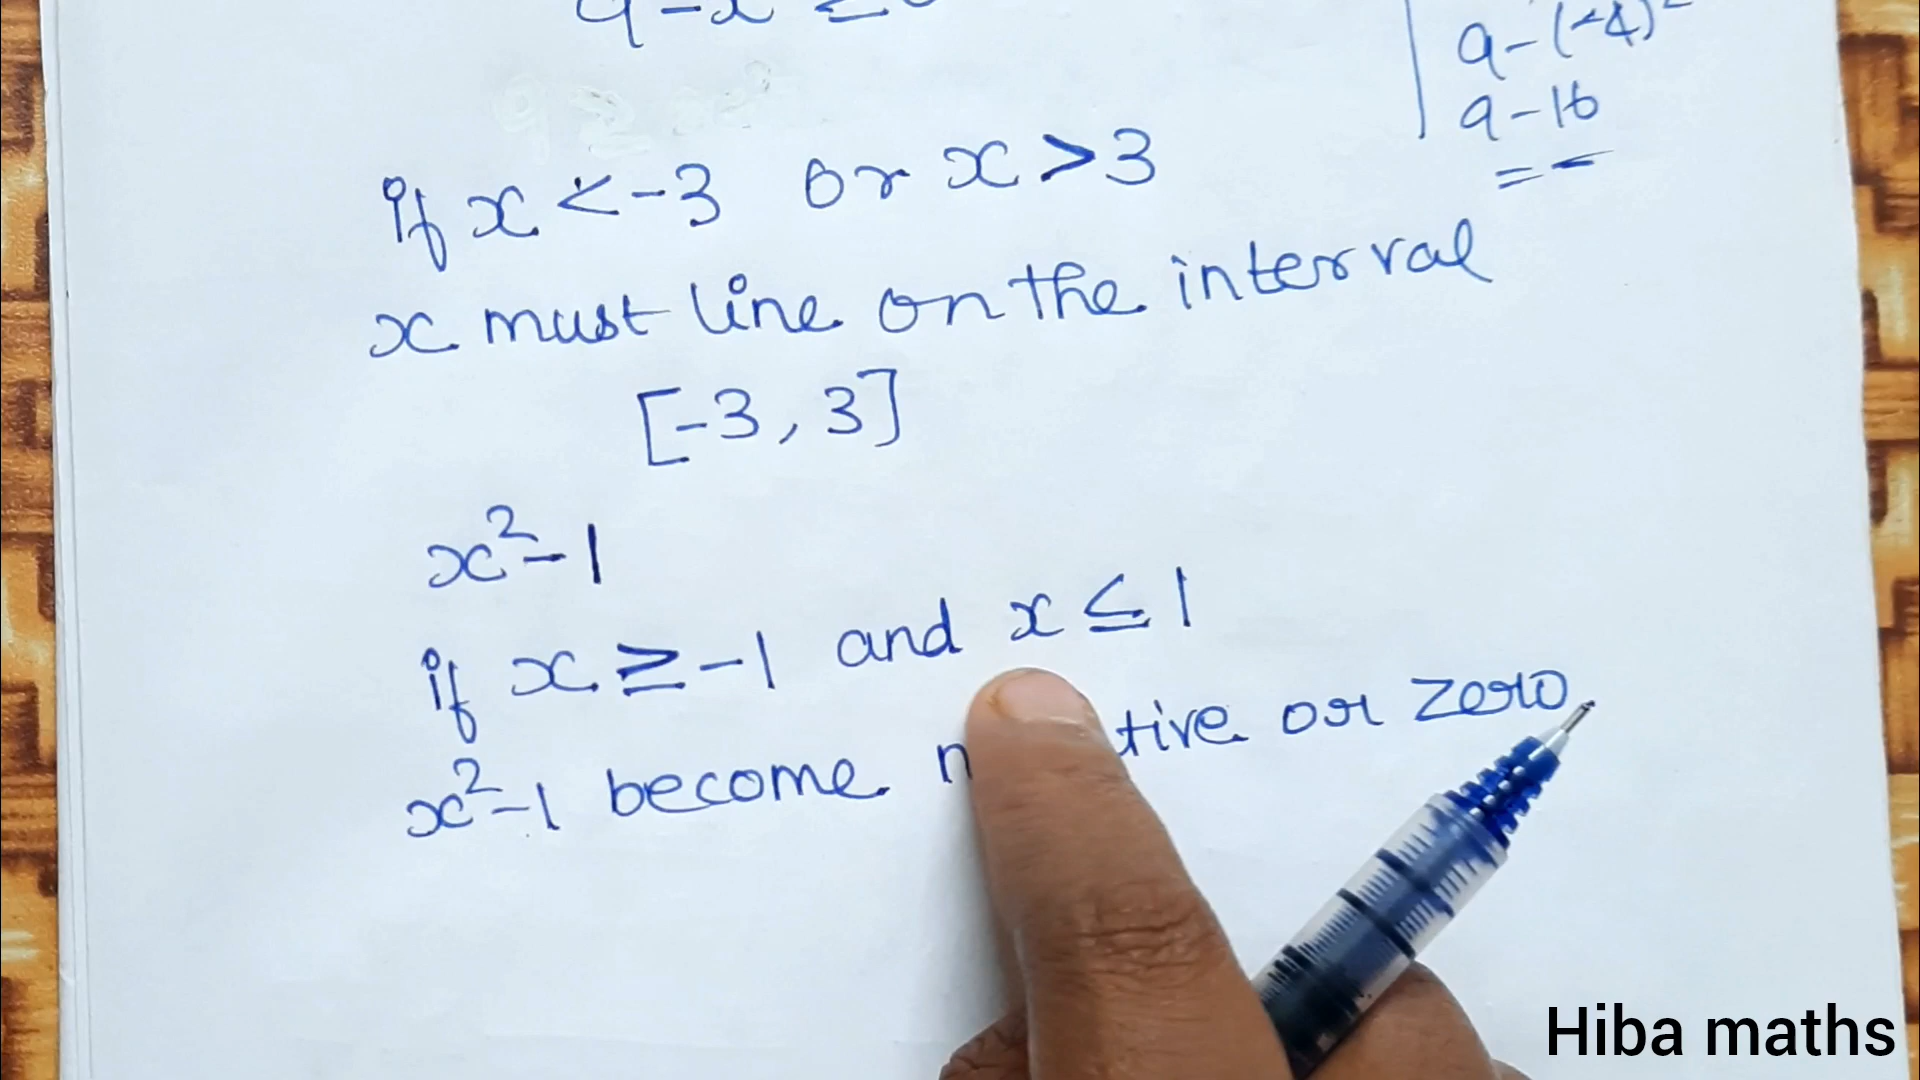 9-x ≥
9-(-4)²
9-16
= -
if x < -3 or x > 3
x must line on the interval
[-3, 3]
x²-1
if x ≥ -1 and x ≤ 1
x²-1 become or zero
Hiba maths